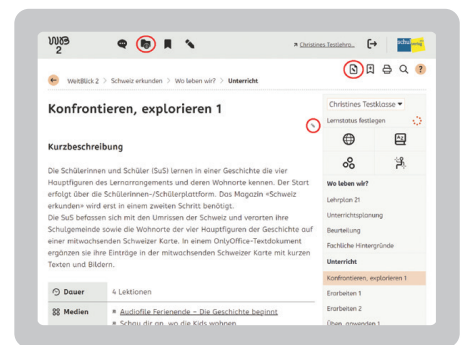 WB
2
Christines Testlehre..
schulverlag
WeitBlick 2 > Schweiz erkunden > Wo leben wir? > Unterricht
Konfrontieren, explorieren 1
Kurzbeschreibung
Die Schülerinnen und Schüler (SuS) lernen in einer Geschichte die vier
Hauptfiguren des Lernarrangements und deren Wohnorte kennen. Der Start
erfolgt über die Schülerinnen-/Schülerplattform. Das Magazin «Schweiz
erkunden» wird erst in einem zweiten Schritt benötigt.
Die SuS befassen sich mit den Umrissen der Schweiz und verorten ihre
Schulgemeinde sowie die Wohnorte der vier Hauptfiguren der Geschichte auf
einer mitwachsenden Schweizer Karte. In einem OnlyOffice-Textdokument
ergänzen sie ihre Einträge in der mitwachsenden Schweizer Karte mit kurzen
Texten und Bildern.
Dauer 4 Lektionen
Medien Audiofile Ferienende – Die Geschichte beginnt
Schau dir an, wo die Kids wohnen
Christines Testklasse
Lernstatus festlegen
Wo leben wir?
Lehrplan 21
Unterrichtsplanung
Beurteilung
Fachliche Hintergründe
Unterricht
Konfrontieren, explorieren 1
Erarbeiten 1
Erarbeiten 2
Üben, anwenden 1